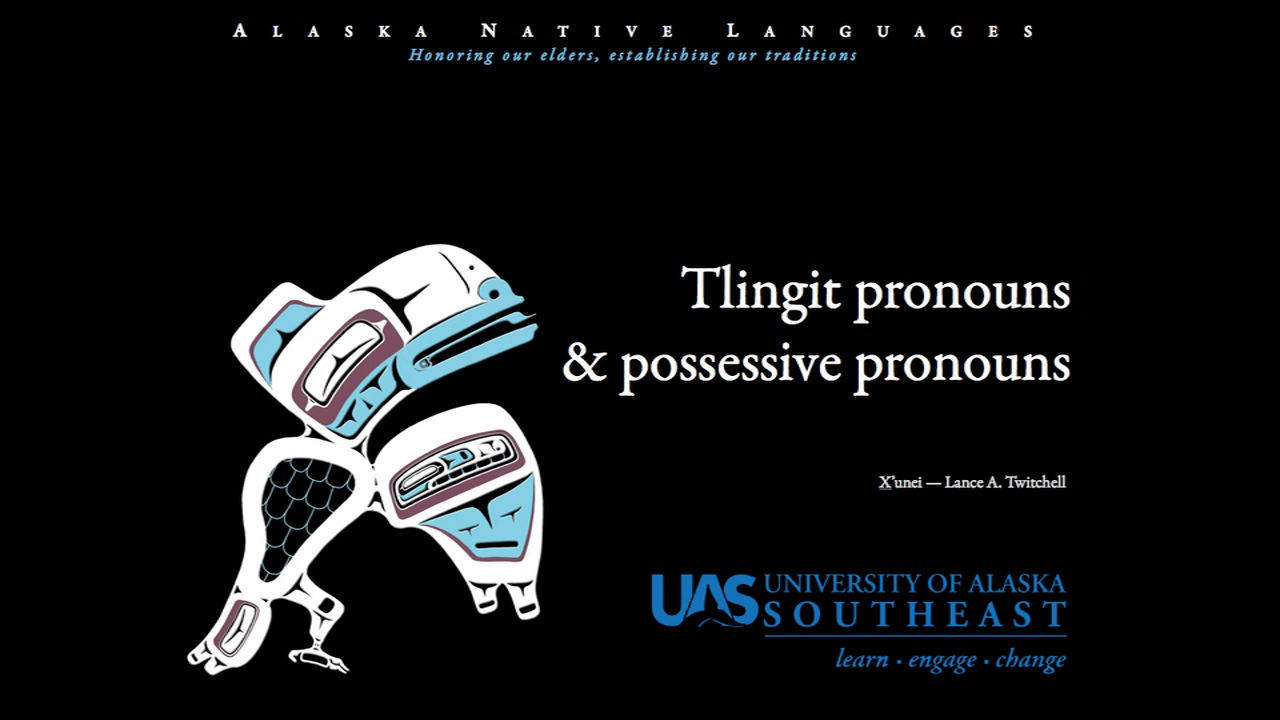 ALASKA NATIVE LANGUAGES
Honoring our elders, establishing our traditions
Tlingit pronouns
& possessive pronouns
X̲'unei — Lance A. Twitchell
UAS UNIVERSITY OF ALASKA
SOUTHEAST
learn · engage · change